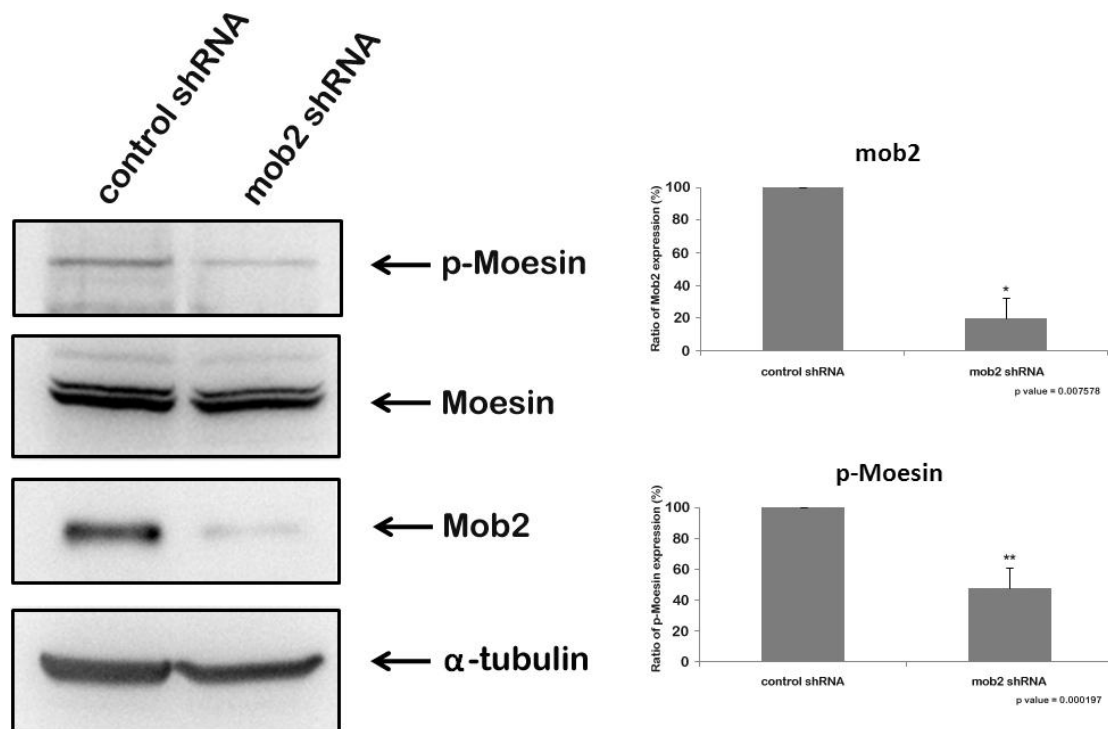 control shRNA
mob2 shRNA
p-Moesin
Moesin
Mob2
α-tubulin
mob2
Ratio of Mob2 expression (%)
100
80
60
40
20
0
*
control shRNA
mob2 shRNA
p value = 0.007578
p-Moesin
Ratio of p-Moesin expression (%)
100
80
60
40
20
0
**
control shRNA
mob2 shRNA
p value = 0.000197